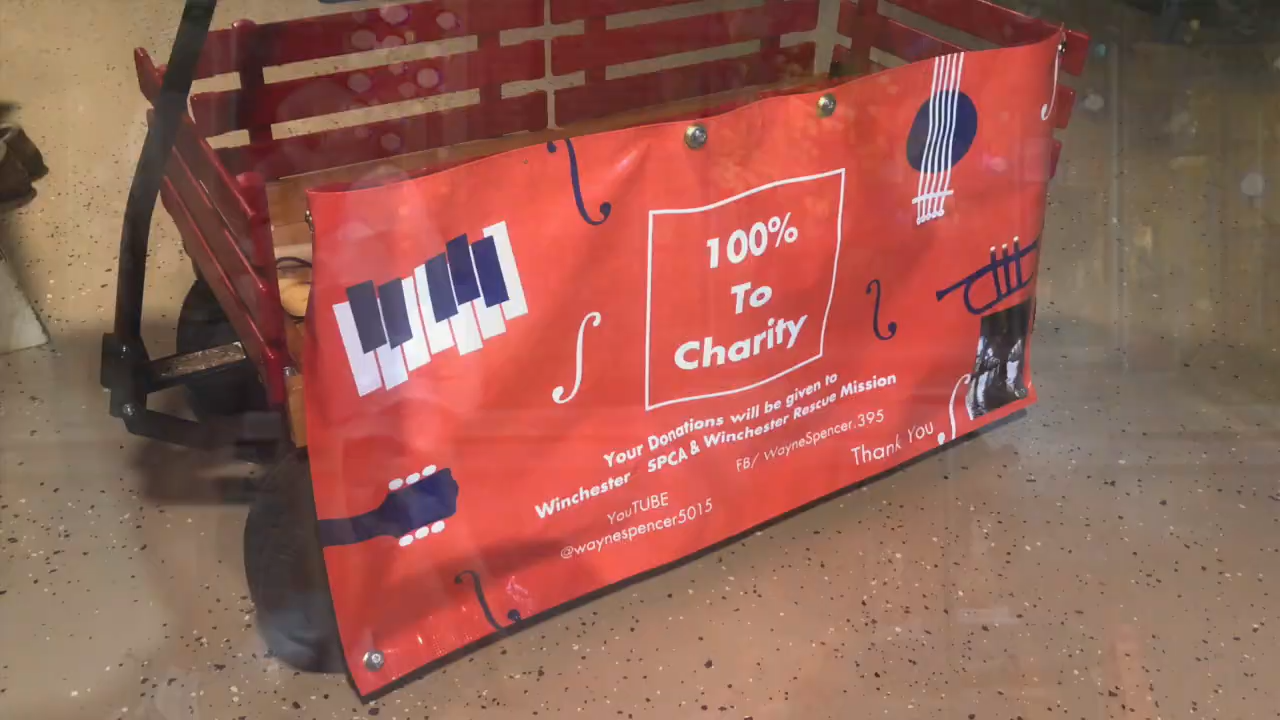 100%
To
Charity
Your Donations will be given to
Winchester SPCA & Winchester Rescue Mission
FB/ WayneSpencer.395
Thank You
YouTUBE
@waynespencer5015